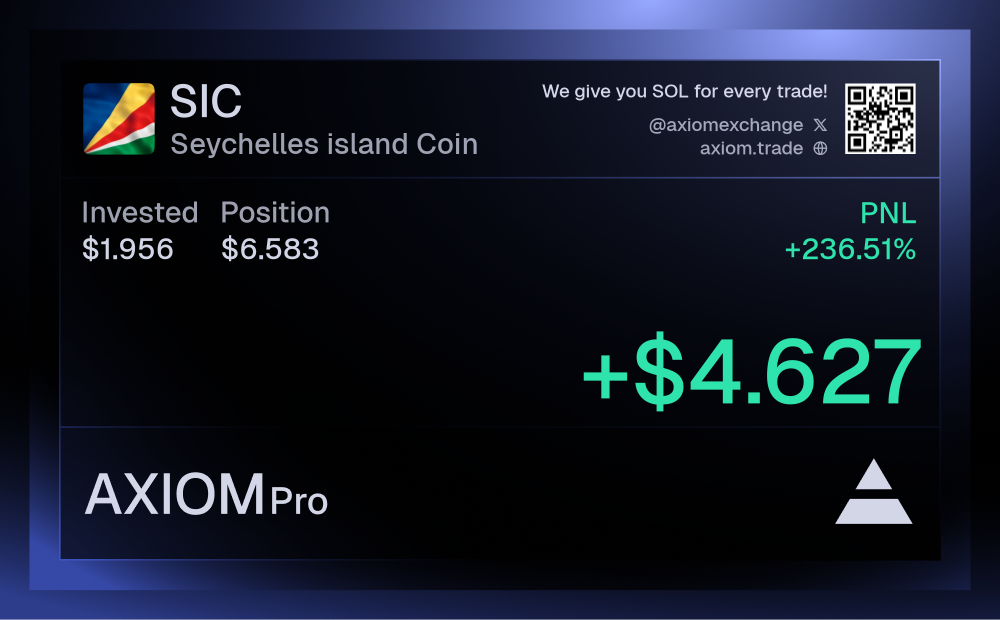 SIC
Seychelles island Coin
We give you SOL for every trade!
@axiomexchange
axiom.trade
Invested Position
$1.956 $6.583
PNL
+236.51%
+$4.627
AXIOM Pro